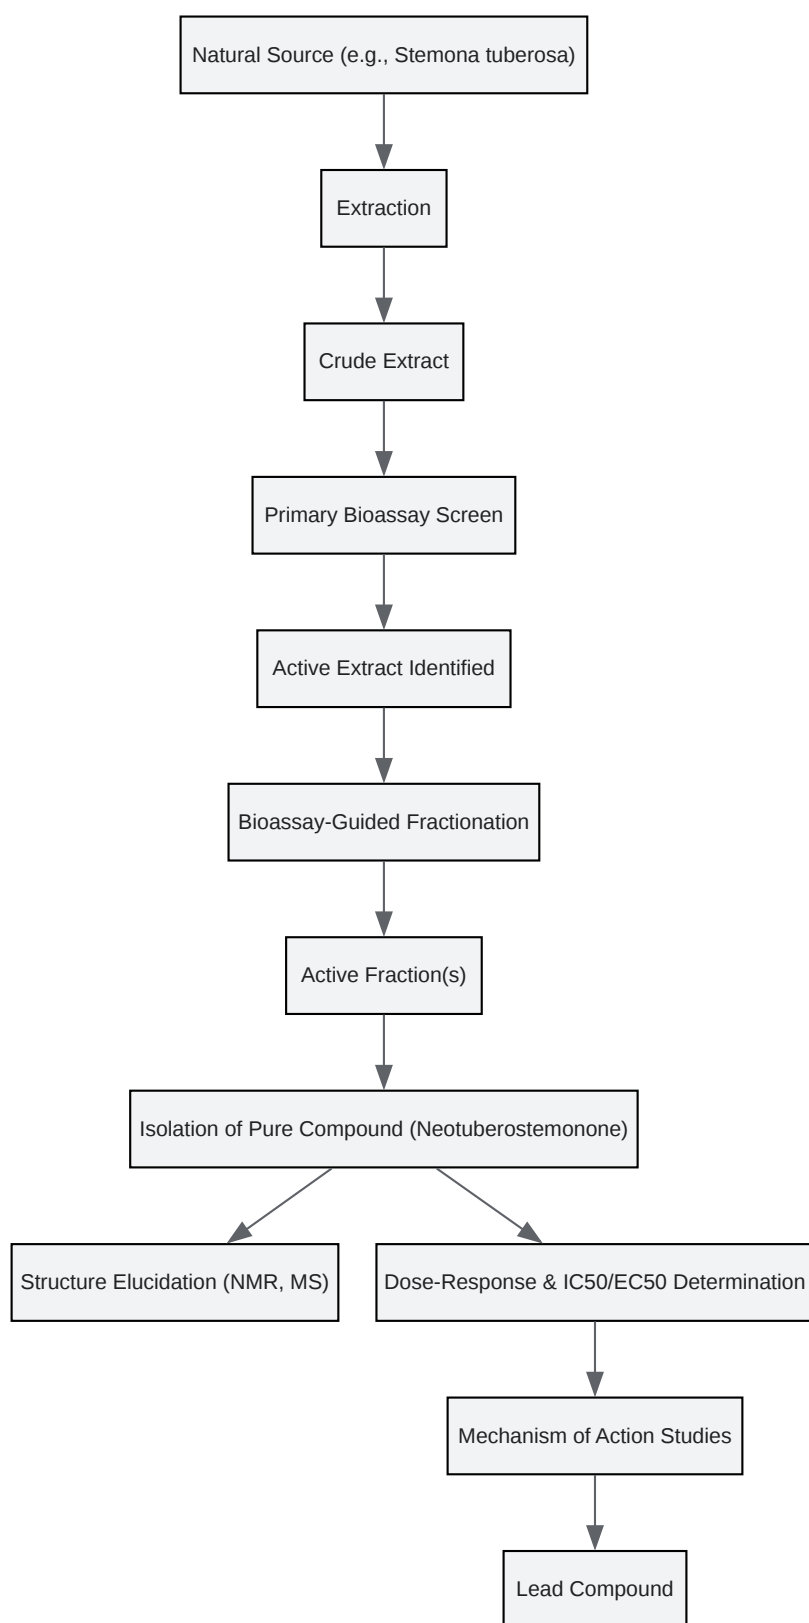 Natural Source (e.g., Stemona tuberosa)
Extraction
Crude Extract
Primary Bioassay Screen
Active Extract Identified
Bioassay-Guided Fractionation
Active Fraction(s)
Isolation of Pure Compound (Neotuberostemonone)
Structure Elucidation (NMR, MS)
Dose-Response & IC50/EC50 Determination
Mechanism of Action Studies
Lead Compound